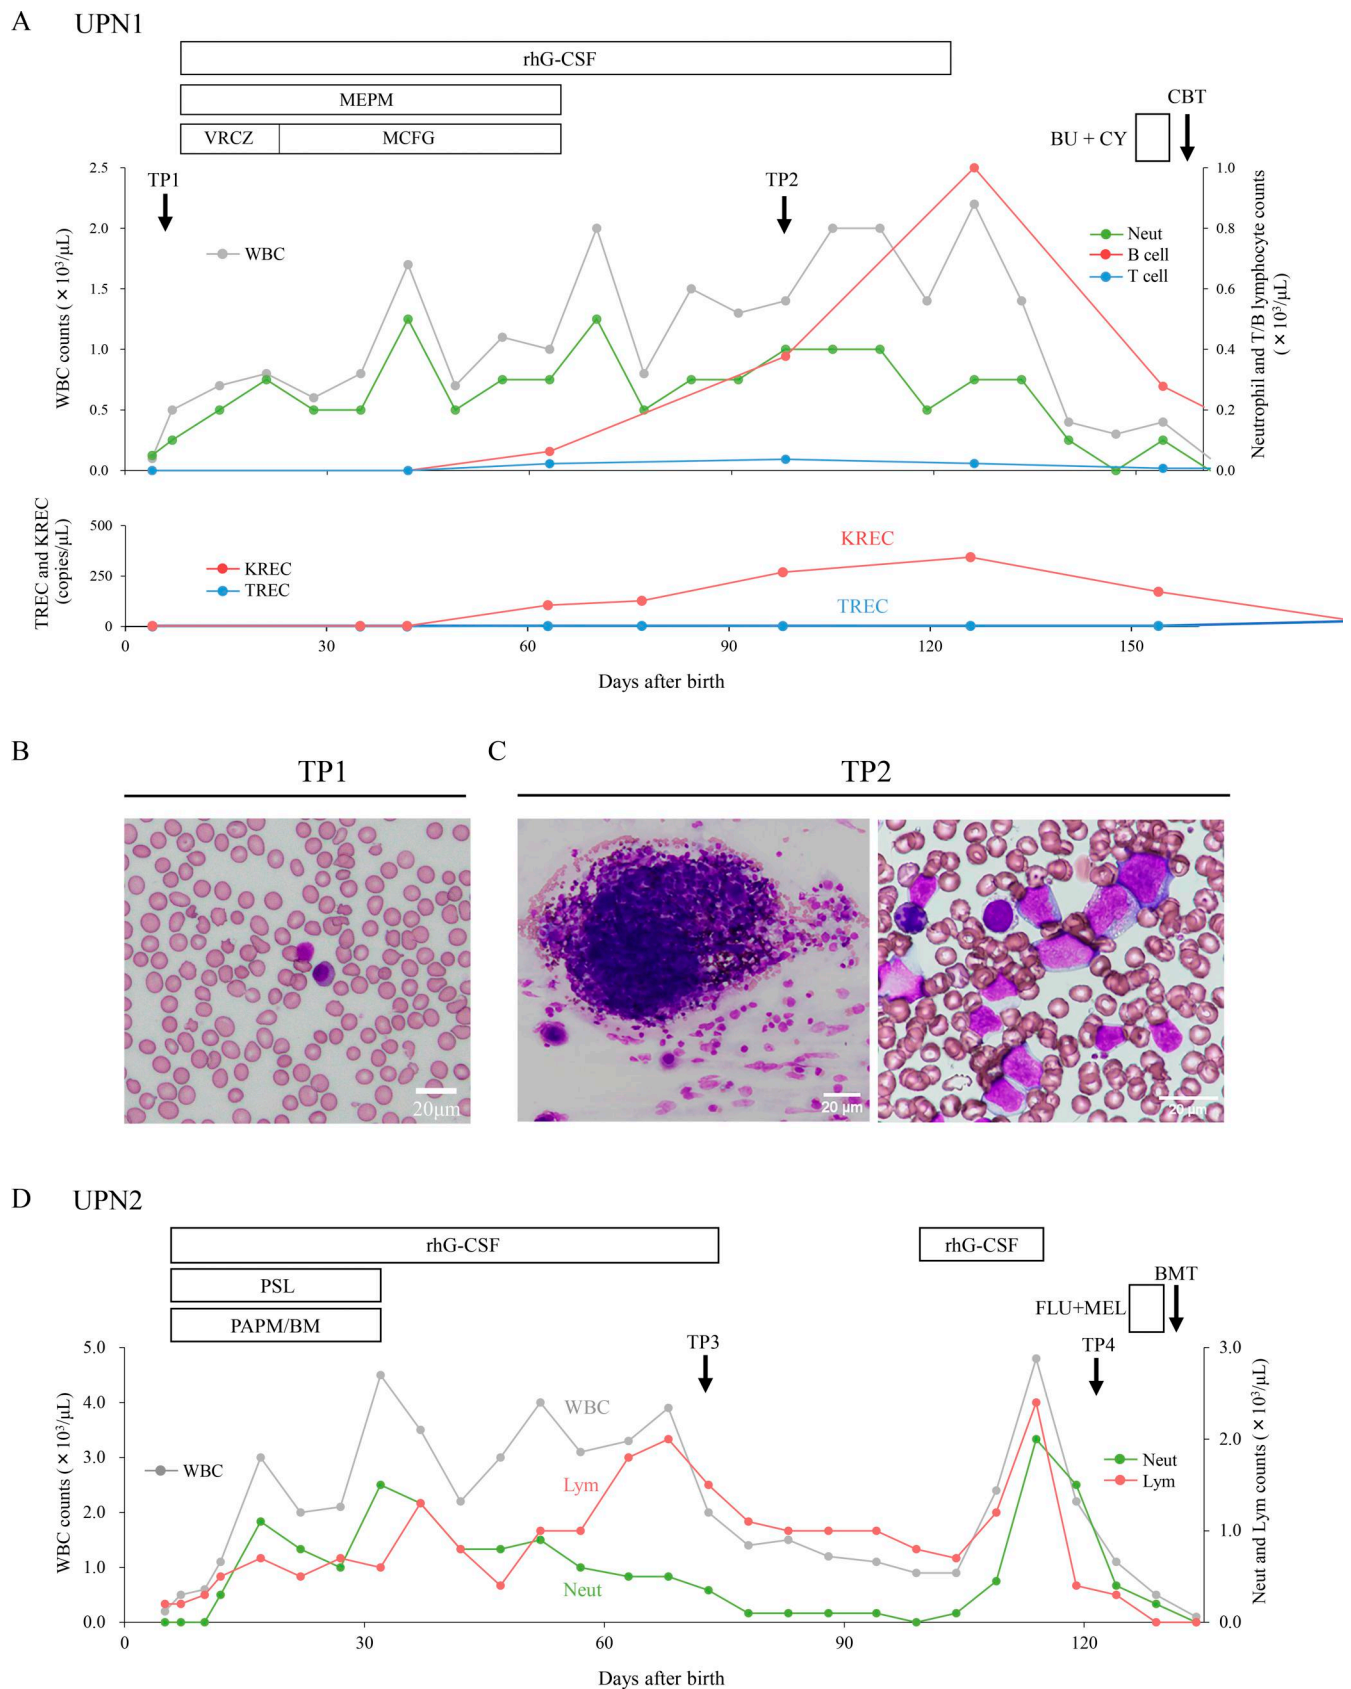 A UPN1
rhG-CSF
MEPM
VRCZ MCFG
CBT
BU + CY
TP1
TP2
WBC
Neut
B cell
T cell
WBC counts ( × 10³/μL)
2.5
2.0
1.5
1.0
0.5
0.0
Neutrophil and T/B lymphocyte counts
( × 10³/μL)
1.0
0.8
0.6
0.4
0.2
0.0
TREC and KREC
(copies/μL)
500
250
0
KREC
TREC
KREC
TREC
0 30 60 90 120 150
Days after birth
B
TP1
20μm
C
TP2
20 μm
20 μm
D UPN2
rhG-CSF
rhG-CSF
PSL
PAPM/BM
BMT
FLU+MEL
TP3
TP4
WBC counts ( × 10³/μL)
5.0
4.0
3.0
2.0
1.0
0.0
WBC
WBC
Lym
Neut
Neut
Lym
Neut and Lym counts ( × 10³/μL)
3.0
2.0
1.0
0.0
0 30 60 90 120
Days after birth